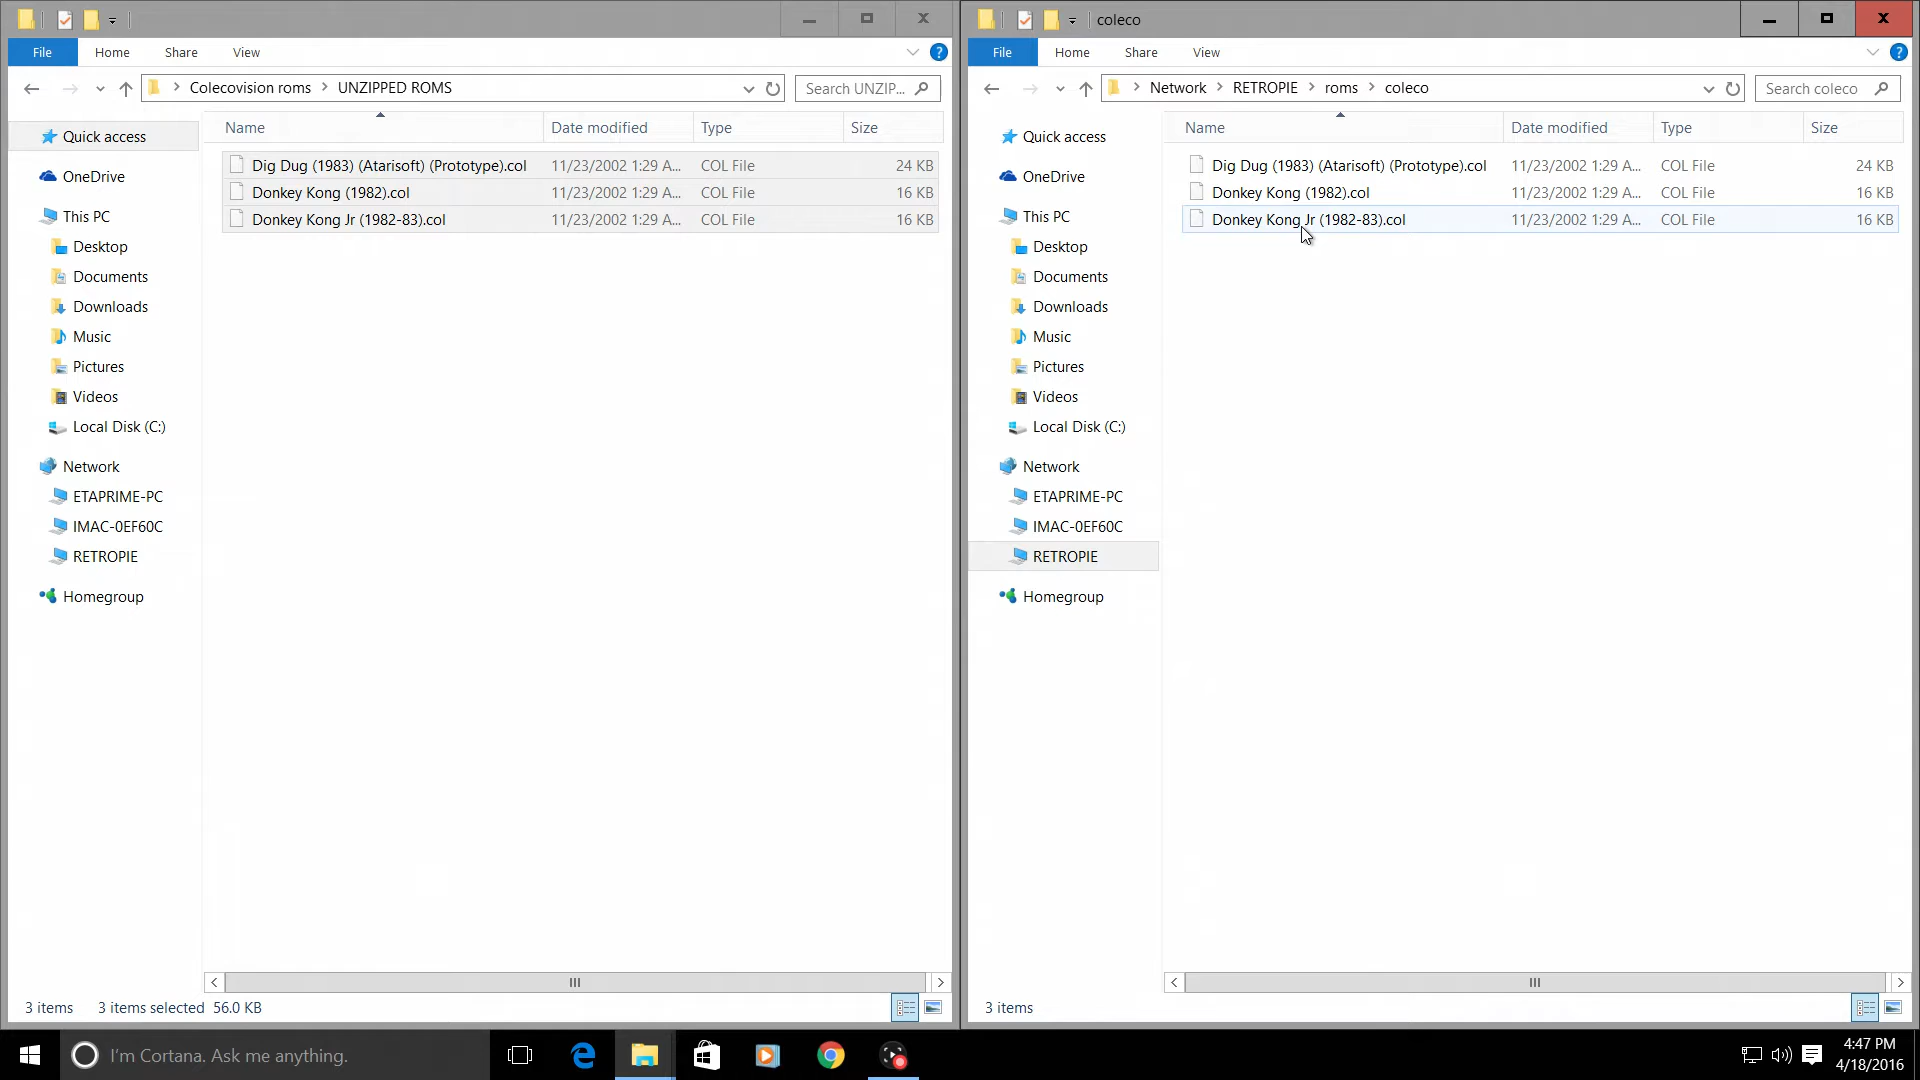 File Home Share View
Colecovision roms UNZIPPED ROMS
Search UNZIP...
Name Date modified Type Size
Dig Dug (1983) (Atarisoft) (Prototype).col 11/23/2002 1:29 A... COL File 24 KB
Donkey Kong (1982).col 11/23/2002 1:29 A... COL File 16 KB
Donkey Kong Jr (1982-83).col 11/23/2002 1:29 A... COL File 16 KB
Quick access
OneDrive
This PC
Desktop
Documents
Downloads
Music
Pictures
Videos
Local Disk (C:)
Network
ETAPRIME-PC
IMAC-0EF60C
RETROPIE
Homegroup
3 items 3 items selected 56.0 KB
coleco
File Home Share View
Network RETROPIE roms coleco
Search coleco
Name Date modified Type Size
Dig Dug (1983) (Atarisoft) (Prototype).col 11/23/2002 1:29 A... COL File 24 KB
Donkey Kong (1982).col 11/23/2002 1:29 A... COL File 16 KB
Donkey Kong Jr (1982-83).col 11/23/2002 1:29 A... COL File 16 KB
Quick access
OneDrive
This PC
Desktop
Documents
Downloads
Music
Pictures
Videos
Local Disk (C:)
Network
ETAPRIME-PC
IMAC-0EF60C
RETROPIE
Homegroup
3 items
I'm Cortana. Ask me anything.
4:47 PM
4/18/2016